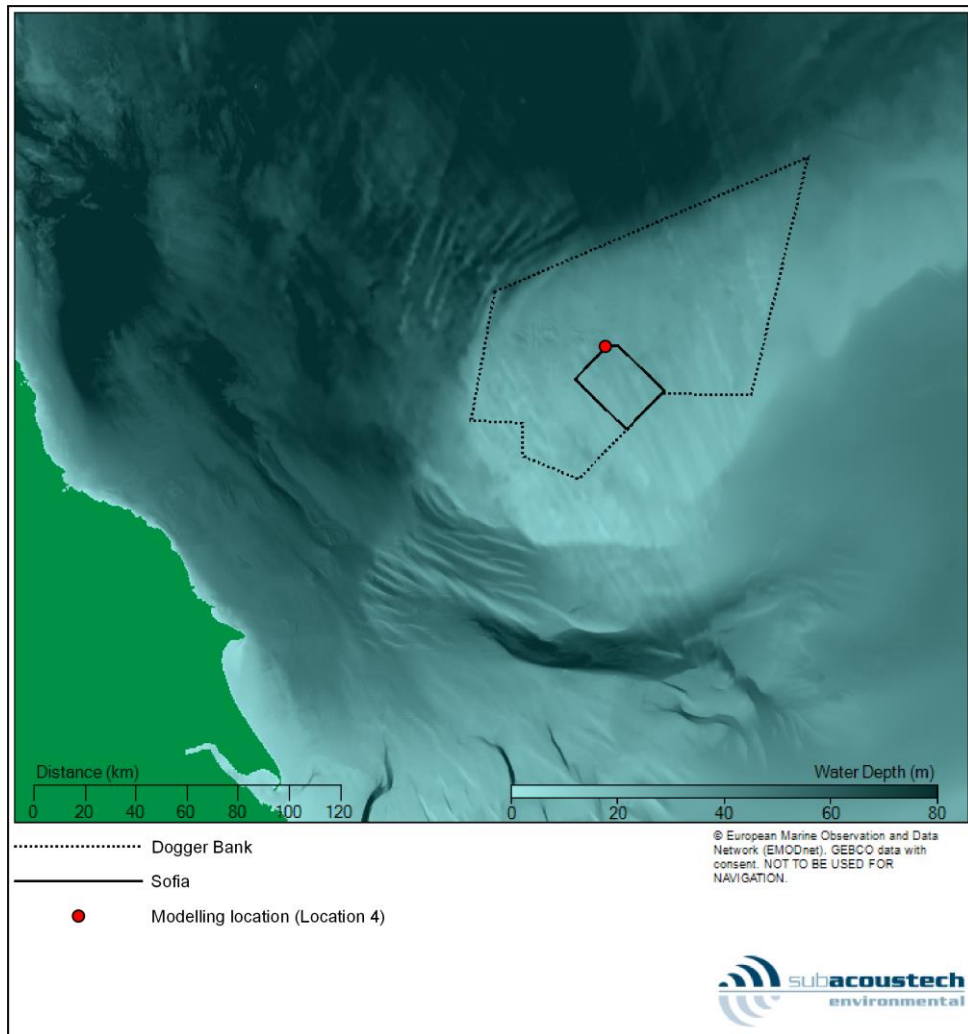 Distance (km)
0 20 40 60 80 100 120
Water Depth (m)
0 20 40 60 80
Dogger Bank
Sofia
Modelling location (Location 4)
© European Marine Observation and Data
Network (EMODnet). GEBCO data with
consent. NOT TO BE USED FOR
NAVIGATION.
subacoustech
environmental